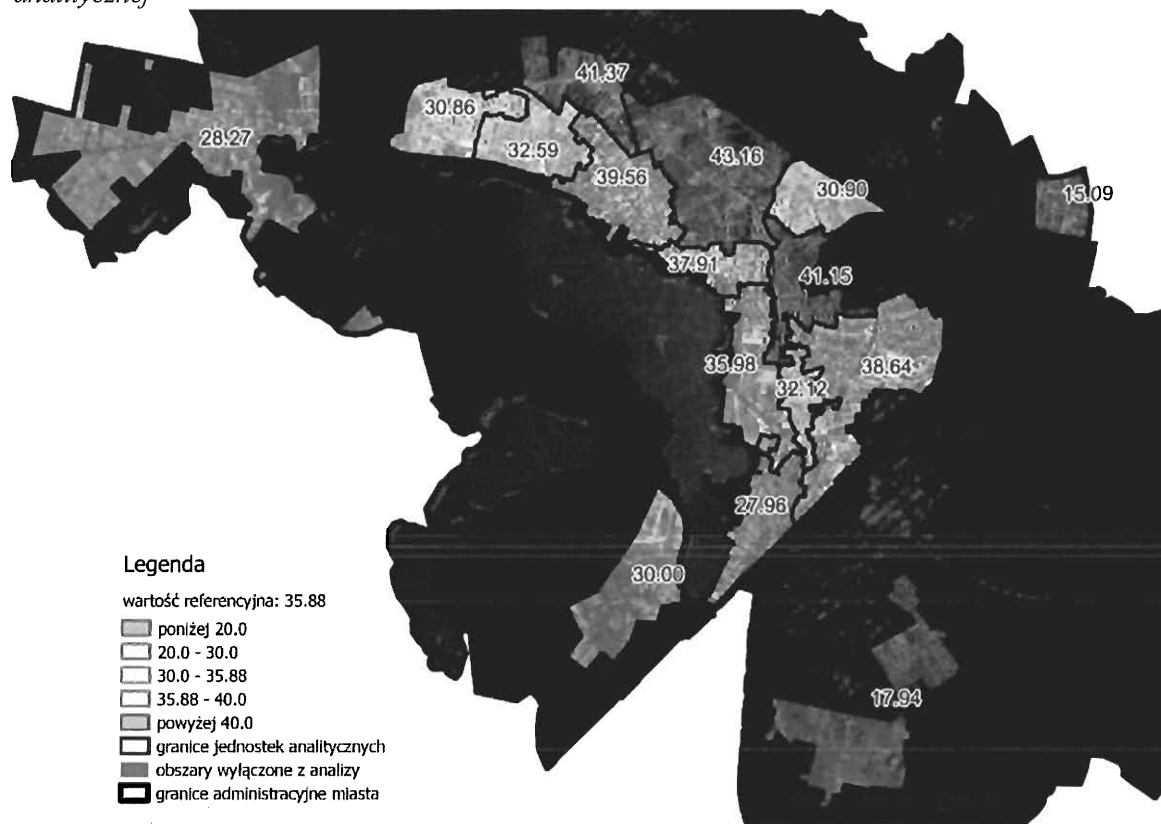 analitycznej
41.37
30.86
28.27
32.59
43.16
39.56
30.90
15.09
37.91
41.15
35.98
38.64
32.12
27.96
30.00
17.94
Legenda
wartość referencyjna: 35.88
poniżej 20.0
20.0 - 30.0
30.0 - 35.88
35.88 - 40.0
powyżej 40.0
granice jednostek analitycznych
obszary wyłączone z analizy
granice administracyjne miasta